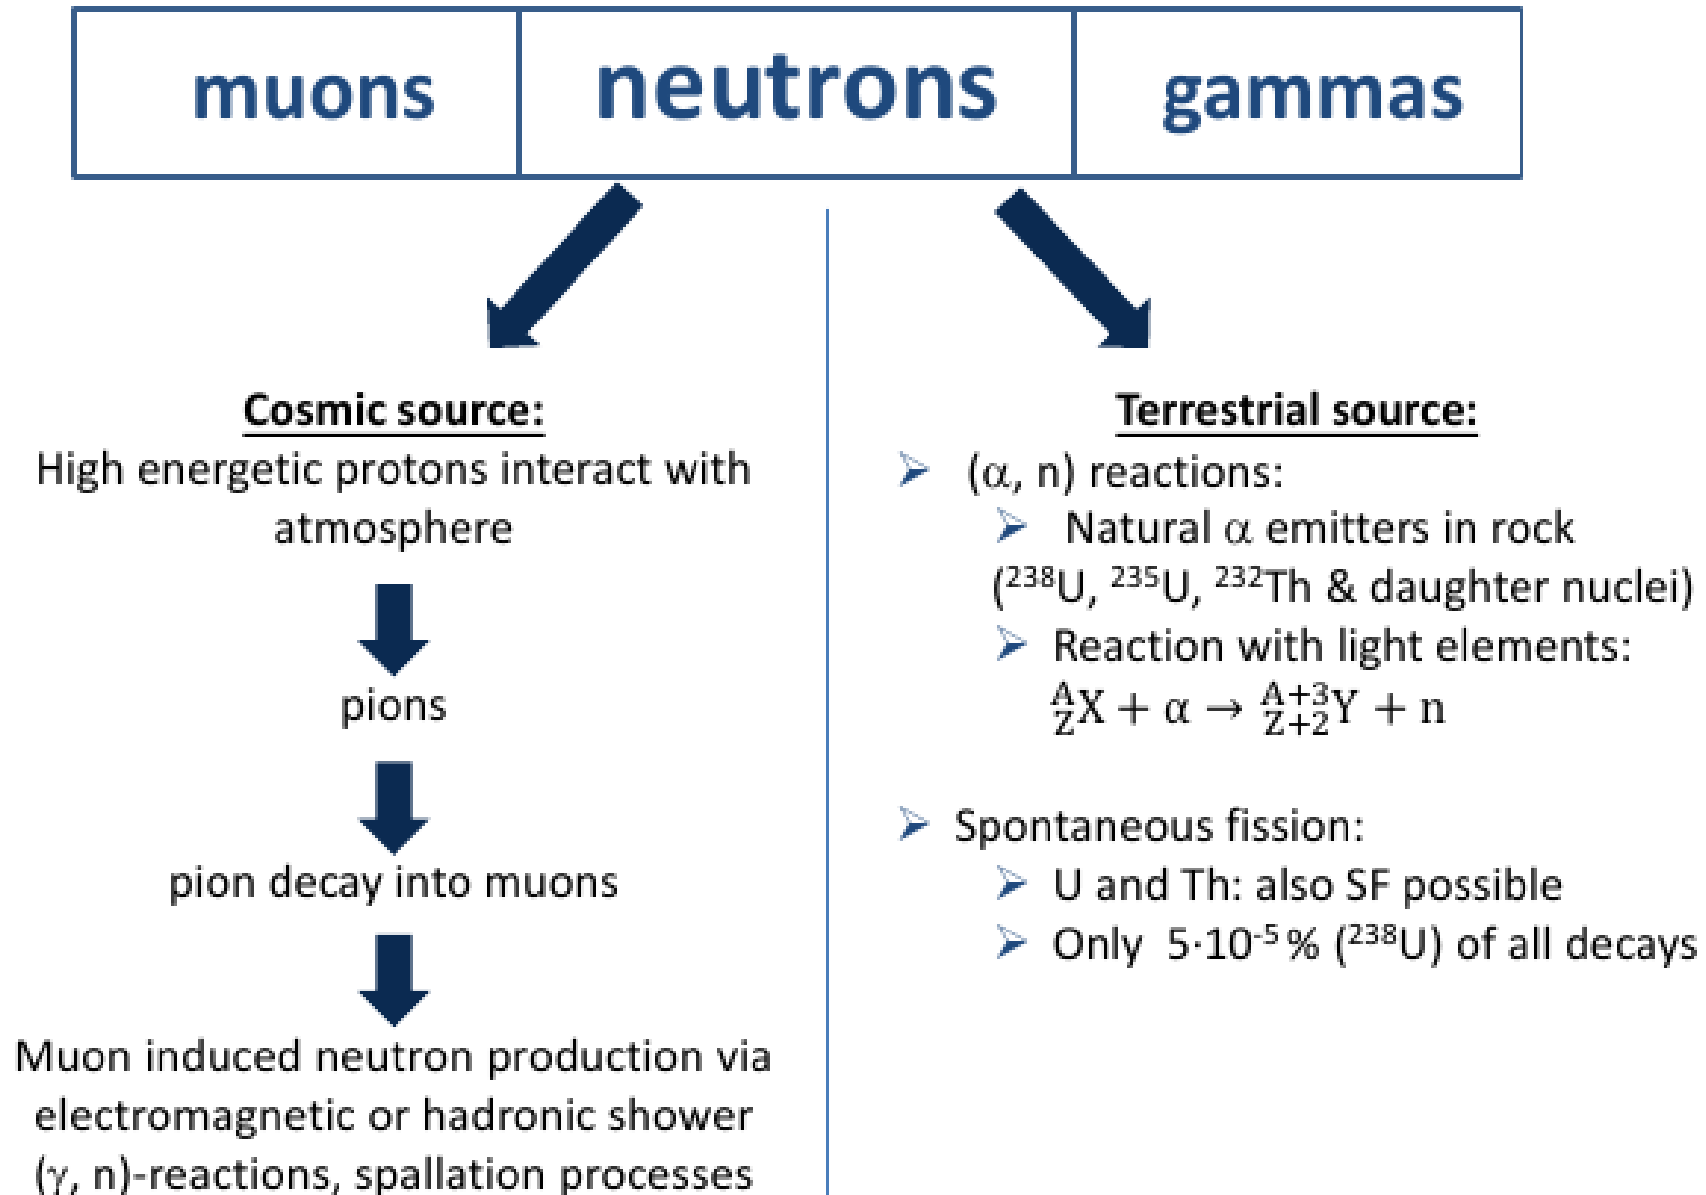 muons neutrons gammas
Cosmic source:
High energetic protons interact with
atmosphere
pions
pion decay into muons
Muon induced neutron production via
electromagnetic or hadronic shower
(γ, n)-reactions, spallation processes
Terrestrial source:
(α, n) reactions:
Natural α emitters in rock
(²³⁸U, ²³⁵U, ²³²Th & daughter nuclei)
Reaction with light elements:
ᴬ_ZX + α → ᴬ⁺³_Z+2Y + n
Spontaneous fission:
U and Th: also SF possible
Only 5·10⁻⁵ % (²³⁸U) of all decays